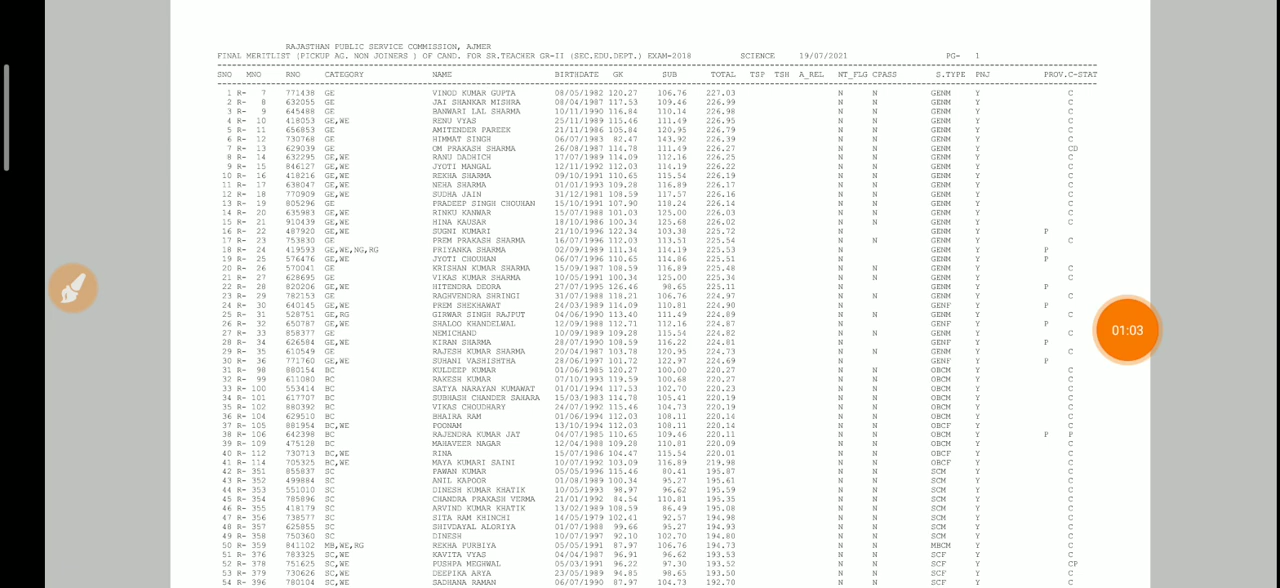 RAJASTHAN PUBLIC SERVICE COMMISSION, AJMER
FINAL MERITLIST (PICKUP AG. NON JOINERS ) OF CAND. FOR SR.TEACHER GR-II (SEC.EDU.DEPT.) EXAM-2018 SCIENCE 19/07/2021 PG- 1
SNO MNO RNO CATEGORY NAME BIRTHDATE GK SUB TOTAL TSP TSH A_REL NT_FLG CPASS S.TYPE PNJ PROV.C-STAT
1 R- 7 771438 GE VINOD KUMAR GUPTA 08/05/1982 120.27 106.76 227.03 N N GENM Y C
2 R- 8 632055 GE JAI SHANKAR MISHRA 08/04/1987 117.53 109.46 226.99 N N GENM Y C
3 R- 9 645488 GE BANWARI LAL SHARMA 10/11/1990 116.84 110.14 226.98 N N GENM Y C
4 R- 10 418053 GE,WE RENU VYAS 25/11/1989 115.46 111.49 226.95 N N GENM Y C
5 R- 11 656853 GE AMITENDER PAREEK 21/11/1986 105.84 120.95 226.79 N N GENM Y C
6 R- 12 730768 GE HIMMAT SINGH 06/07/1983 82.47 143.92 226.39 N N GENM Y C
7 R- 13 629039 GE OM PRAKASH SHARMA 26/08/1987 114.78 111.49 226.27 N N GENM Y CD
8 R- 14 632295 GE,WE RANU DADHICH 17/07/1989 114.09 112.16 226.25 N N GENM Y C
9 R- 15 846127 GE,WE JYOTI MANGAL 12/11/1992 112.03 114.19 226.22 N N GENM Y C
10 R- 16 418216 GE,WE REKHA SHARMA 09/10/1991 110.65 115.54 226.19 N N GENM Y C
11 R- 17 638047 GE,WE NEHA SHARMA 01/01/1993 109.28 116.89 226.17 N N GENM Y C
12 R- 18 770909 GE,WE SUDHA JAIN 31/12/1981 108.59 117.57 226.16 N N GENM Y C
13 R- 19 805296 GE PRADEEP SINGH CHOUHAN 15/10/1991 107.90 118.24 226.14 N N GENM Y C
14 R- 20 635983 GE,WE RINKU KANWAR 15/07/1988 101.03 125.00 226.03 N N GENM Y C
15 R- 21 910439 GE,WE HINA KAUSAR 18/10/1986 100.34 125.68 226.02 N N GENM Y C
16 R- 22 487920 GE,WE SUGNI KUMARI 21/10/1996 122.34 103.38 225.72 N GENM Y P
17 R- 23 753830 GE PREM PRAKASH SHARMA 16/07/1996 112.03 113.51 225.54 N N GENM Y C
18 R- 24 419593 GE,WE,NG,RG PRIYANKA SHARMA 02/09/1989 111.34 114.19 225.53 N GENM Y P
19 R- 25 576476 GE,WE JYOTI CHOUHAN 06/07/1996 110.65 114.86 225.51 N GENM Y P
20 R- 26 570041 GE KRISHAN KUMAR SHARMA 15/09/1987 108.59 116.89 225.48 N N GENM Y C
21 R- 27 628695 GE VIKAS KUMAR SHARMA 10/05/1991 100.34 125.00 225.34 N N GENM Y C
22 R- 28 820206 GE,WE HITENDRA DEORA 27/07/1995 126.46 98.65 225.11 N GENM Y P
23 R- 29 782153 GE RAGHVENDRA SHRINGI 31/07/1988 118.21 106.76 224.97 N N GENM Y C
24 R- 30 640145 GE,WE PREM SHEKHAWAT 24/03/1989 114.09 110.81 224.90 N GENF Y P
25 R- 31 528751 GE,RG GIRWAR SINGH RAJPUT 04/06/1990 113.40 111.49 224.89 N N GENM Y C
26 R- 32 650787 GE,WE SHALOO KHANDELWAL 12/09/1988 112.71 112.16 224.87 N GENF Y P
27 R- 33 858377 GE NEMICHAND 10/09/1989 109.28 115.54 224.82 N N GENM Y C
28 R- 34 626584 GE,WE KIRAN SHARMA 28/07/1990 108.59 116.22 224.81 N GENF Y P
29 R- 35 610549 GE RAJESH KUMAR SHARMA 20/04/1987 103.78 120.95 224.73 N N GENM Y C
30 R- 36 771760 GE,WE SUHANI VASHISHTHA 28/06/1997 101.72 122.97 224.69 N GENF Y P
31 R- 98 880154 BC KULDEEP KUMAR 01/06/1985 120.27 100.00 220.27 N N OBCM Y C
32 R- 99 611080 BC RAKESH KUMAR 07/10/1993 119.59 100.68 220.27 N N OBCM Y C
33 R- 100 553414 BC SATYA NARAYAN KUMAWAT 01/01/1994 117.53 102.70 220.23 N N OBCM Y C
34 R- 101 617707 BC SUBHASH CHANDER SAHARA 15/03/1983 114.78 105.41 220.19 N N OBCM Y C
35 R- 102 880392 BC VIKAS CHOUDHARY 24/07/1992 115.46 104.73 220.19 N N OBCM Y C
36 R- 104 629510 BC BHAIRA RAM 01/06/1994 112.03 108.11 220.14 N N OBCM Y C
37 R- 105 881954 BC,WE POONAM 13/10/1994 112.03 108.11 220.14 N N OBCF Y C
38 R- 106 642398 BC RAJENDRA KUMAR JAT 04/07/1985 110.65 109.46 220.11 N N OBCM Y P P
39 R- 109 475128 BC MAHAVEER NAGAR 12/04/1988 109.28 110.81 220.09 N N OBCM Y C
40 R- 112 730713 BC,WE RINA 15/07/1986 104.47 115.54 220.01 N N OBCF Y C
41 R- 114 705325 BC,WE MAYA KUMARI SAINI 10/07/1992 103.09 116.89 219.98 N N OBCF Y C
42 R- 351 855837 SC PAWAN KUMAR 05/05/1996 115.46 80.41 195.87 N N SCM Y C
43 R- 352 499884 SC ANIL KAPOOR 01/08/1989 100.34 95.27 195.61 N N SCM Y C
44 R- 353 551010 SC DINESH KUMAR KHATIK 10/05/1993 98.97 96.62 195.59 N N SCM Y C
45 R- 354 785896 SC CHANDRA PRAKASH VERMA 21/01/1992 84.54 110.81 195.35 N N SCM Y C
46 R- 355 418179 SC ARVIND KUMAR KHATIK 13/02/1989 108.59 86.49 195.08 N N SCM Y C
47 R- 356 738577 SC SITA RAM KHINCHI 14/05/1979 102.41 92.57 194.98 N N SCM Y C
48 R- 357 625855 SC SHIVDAYAL ALORIYA 01/07/1988 99.66 95.27 194.93 N N SCM Y C
49 R- 358 750360 SC DINESH 10/07/1997 92.10 102.70 194.80 N N SCM Y C
50 R- 359 841102 MB,WE,RG REKHA PURBIYA 05/05/1991 87.97 106.76 194.73 N N MBCM Y C
51 R- 376 783325 SC,WE KAVITA VYAS 04/04/1987 96.91 96.62 193.53 N N SCF Y C
52 R- 378 751625 SC,WE PUSHPA MEGHWAL 05/03/1991 96.22 97.30 193.52 N N SCF Y CP
53 R- 379 730626 SC,WE DEEPIKA ARYA 23/05/1989 94.85 98.65 193.50 N N SCF Y C
54 R- 396 780104 SC,WE SADHANA RAMAN 06/07/1990 87.97 104.73 192.70 N N SCF Y C
01:03